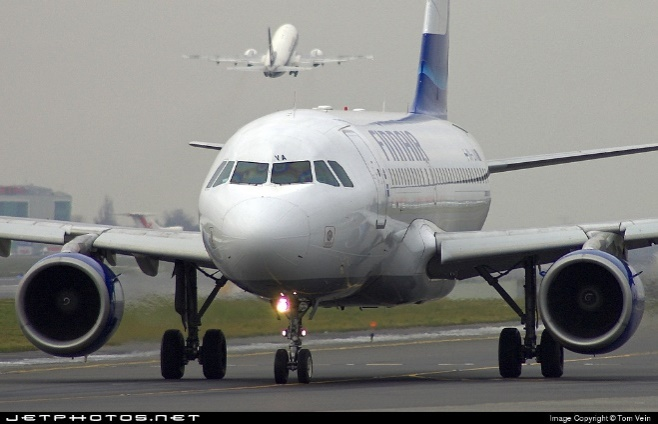 VA
FINNAIR
JETPHOTOS.NET
Image Copyright © Tom Vein